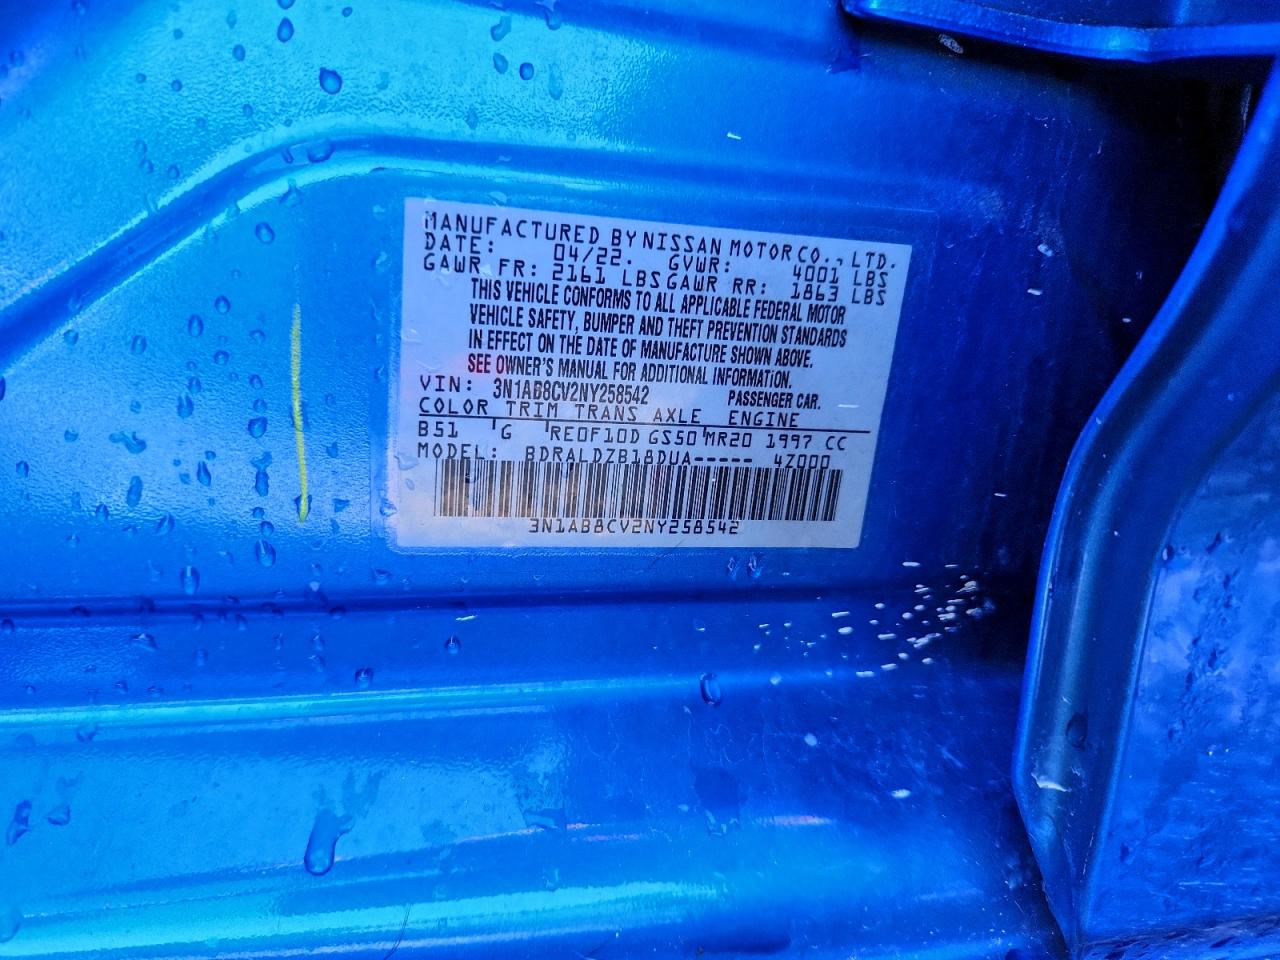 MANUFACTURED BY NISSAN MOTOR CO., LTD.
DATE: 04/22. GVWR: 4001 LBS
GAWR FR: 2161 LBS GAWR RR: 1863 LBS
THIS VEHICLE CONFORMS TO ALL APPLICABLE FEDERAL MOTOR
VEHICLE SAFETY, BUMPER AND THEFT PREVENTION STANDARDS
IN EFFECT ON THE DATE OF MANUFACTURE SHOWN ABOVE.
SEE OWNER'S MANUAL FOR ADDITIONAL INFORMATION.
VIN: 3N1AB8CV2NY258542 PASSENGER CAR.
COLOR TRIM TRANS AXLE ENGINE
B51 G RE0F10D GS50 MR20 1997 CC
MODEL: BDRALDZB18DUA----- 4Z000
3N1AB8CV2NY258542